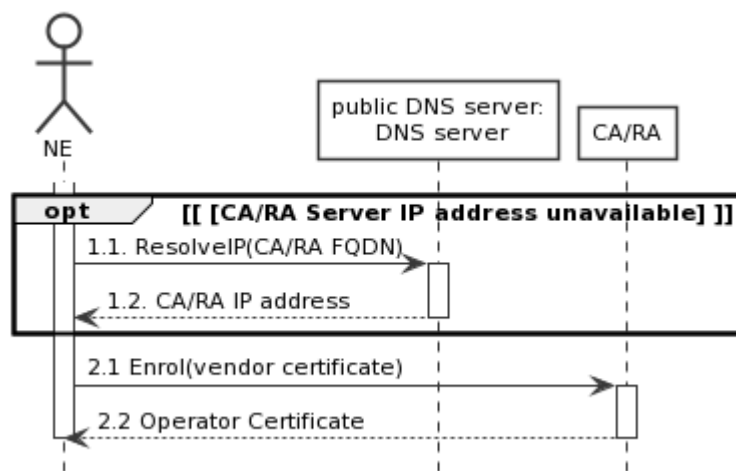 public DNS server:
DNS server
CA/RA
NE
opt
[[ [CA/RA Server IP address unavailable] ]]
1.1. ResolveIP(CA/RA FQDN)
1.2. CA/RA IP address
2.1 Enrol(vendor certificate)
2.2 Operator Certificate